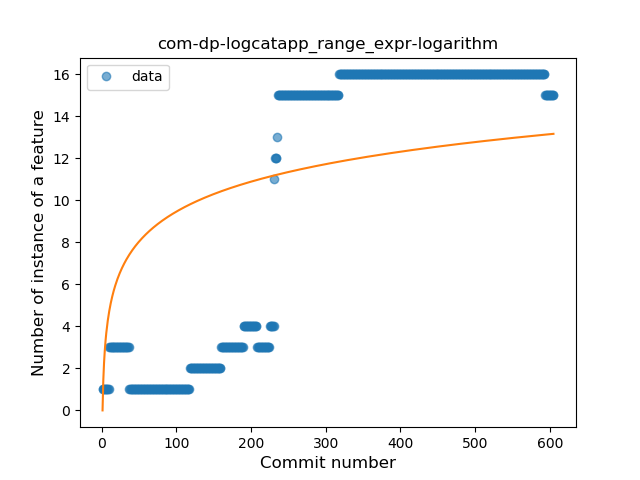 com-dp-logcatapp_range_expr-logarithm
data
Number of instance of a feature
16
14
12
10
8
6
4
2
0
0 100 200 300 400 500 600
Commit number